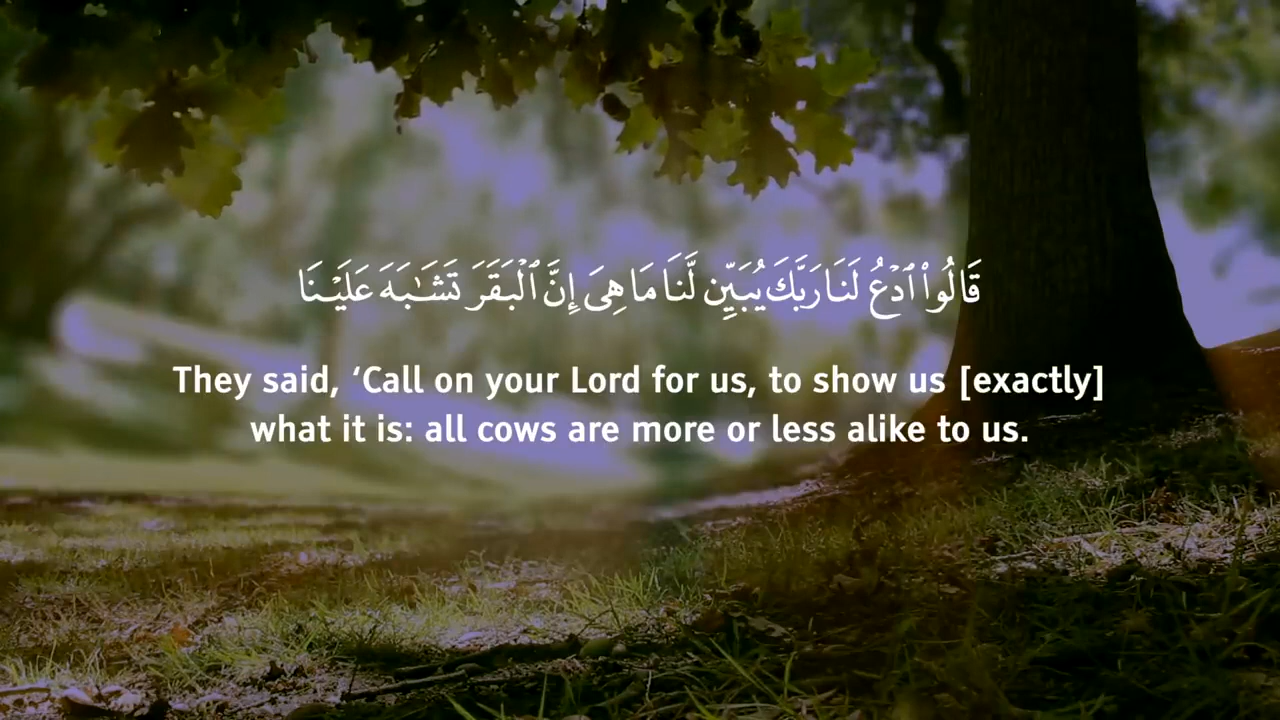 قَالُوا۟ ٱدْعُ لَنَا رَبَّكَ يُبَيِّن لَّنَا مَا هِىَ إِنَّ ٱلْبَقَرَ تَشَـٰبَهَ عَلَيْنَا
They said, ‘Call on your Lord for us, to show us [exactly]
what it is: all cows are more or less alike to us.